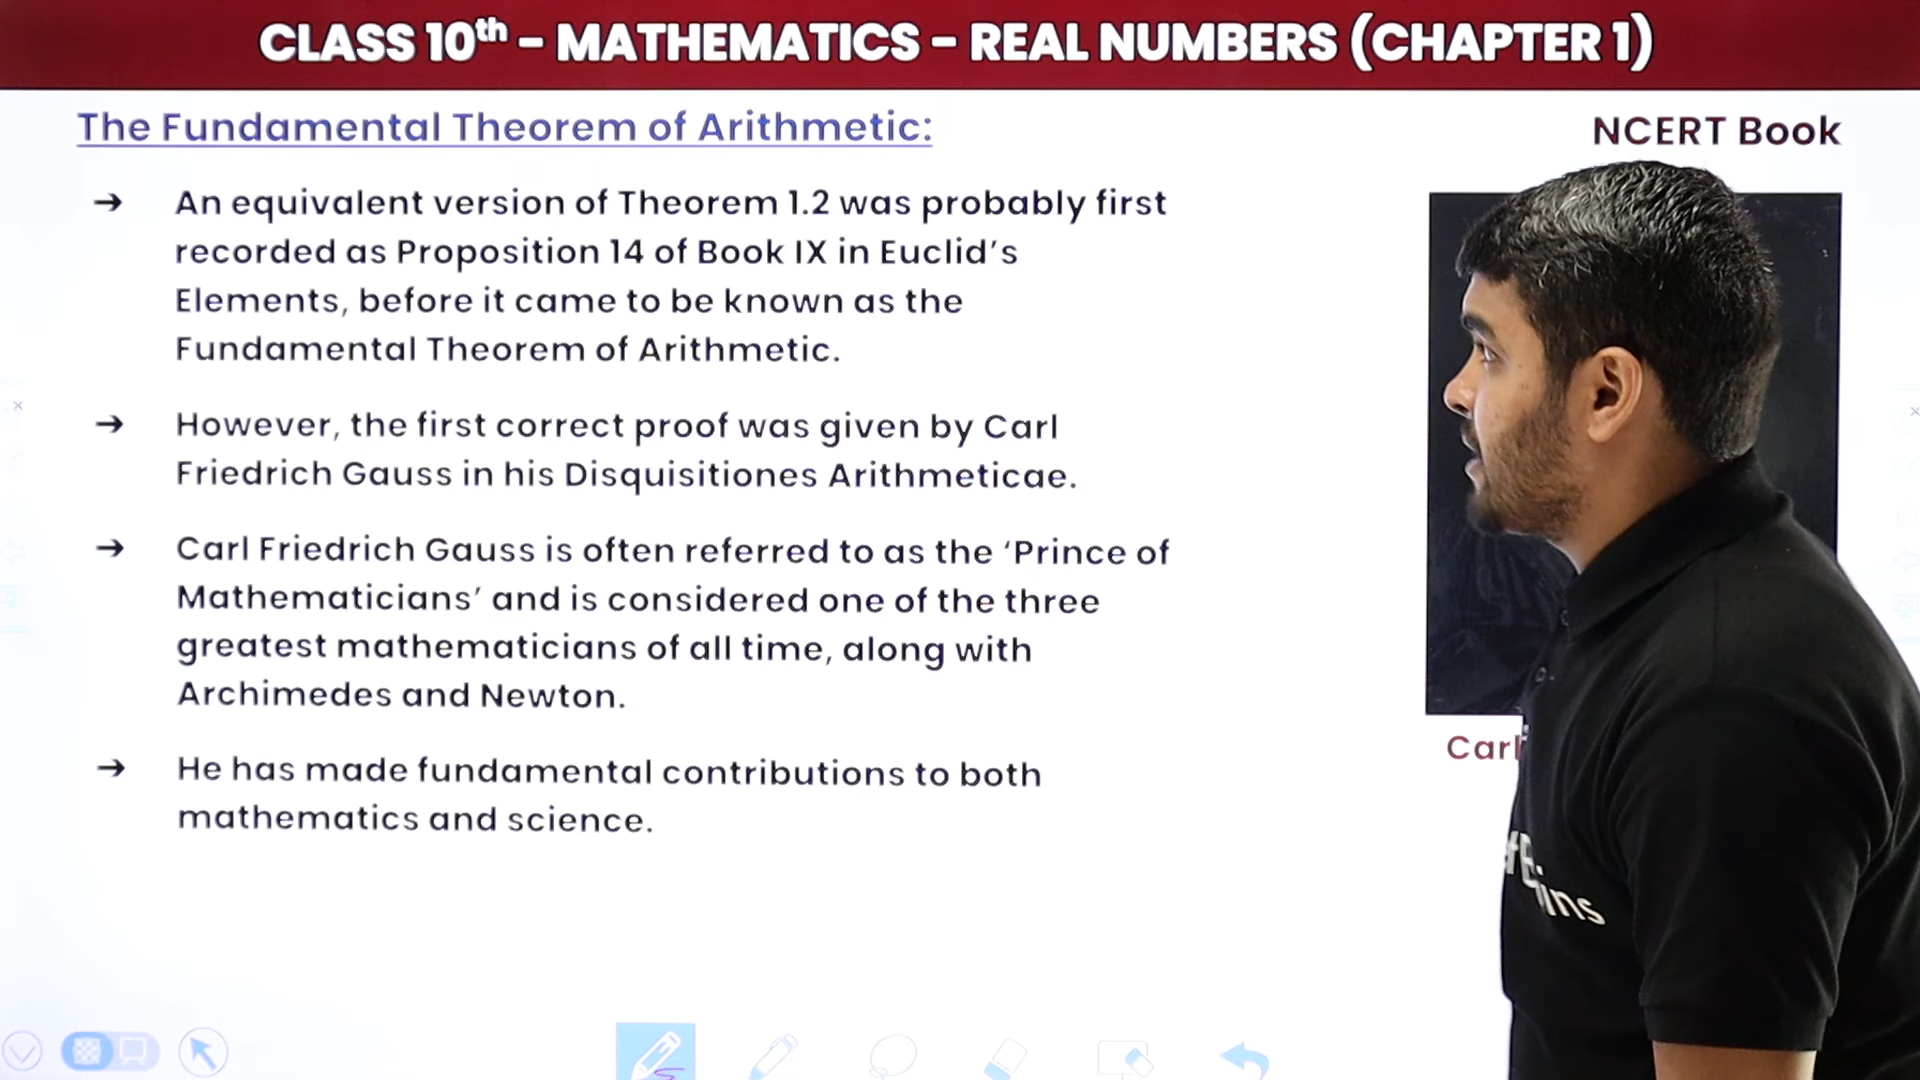 CLASS 10th - MATHEMATICS - REAL NUMBERS (CHAPTER 1)
The Fundamental Theorem of Arithmetic:
NCERT Book
➔ An equivalent version of Theorem 1.2 was probably first
recorded as Proposition 14 of Book IX in Euclid's
Elements, before it came to be known as the
Fundamental Theorem of Arithmetic.
➔ However, the first correct proof was given by Carl
Friedrich Gauss in his Disquisitiones Arithmeticae.
➔ Carl Friedrich Gauss is often referred to as the 'Prince of
Mathematicians' and is considered one of the three
greatest mathematicians of all time, along with
Archimedes and Newton.
➔ He has made fundamental contributions to both
mathematics and science.
Carl